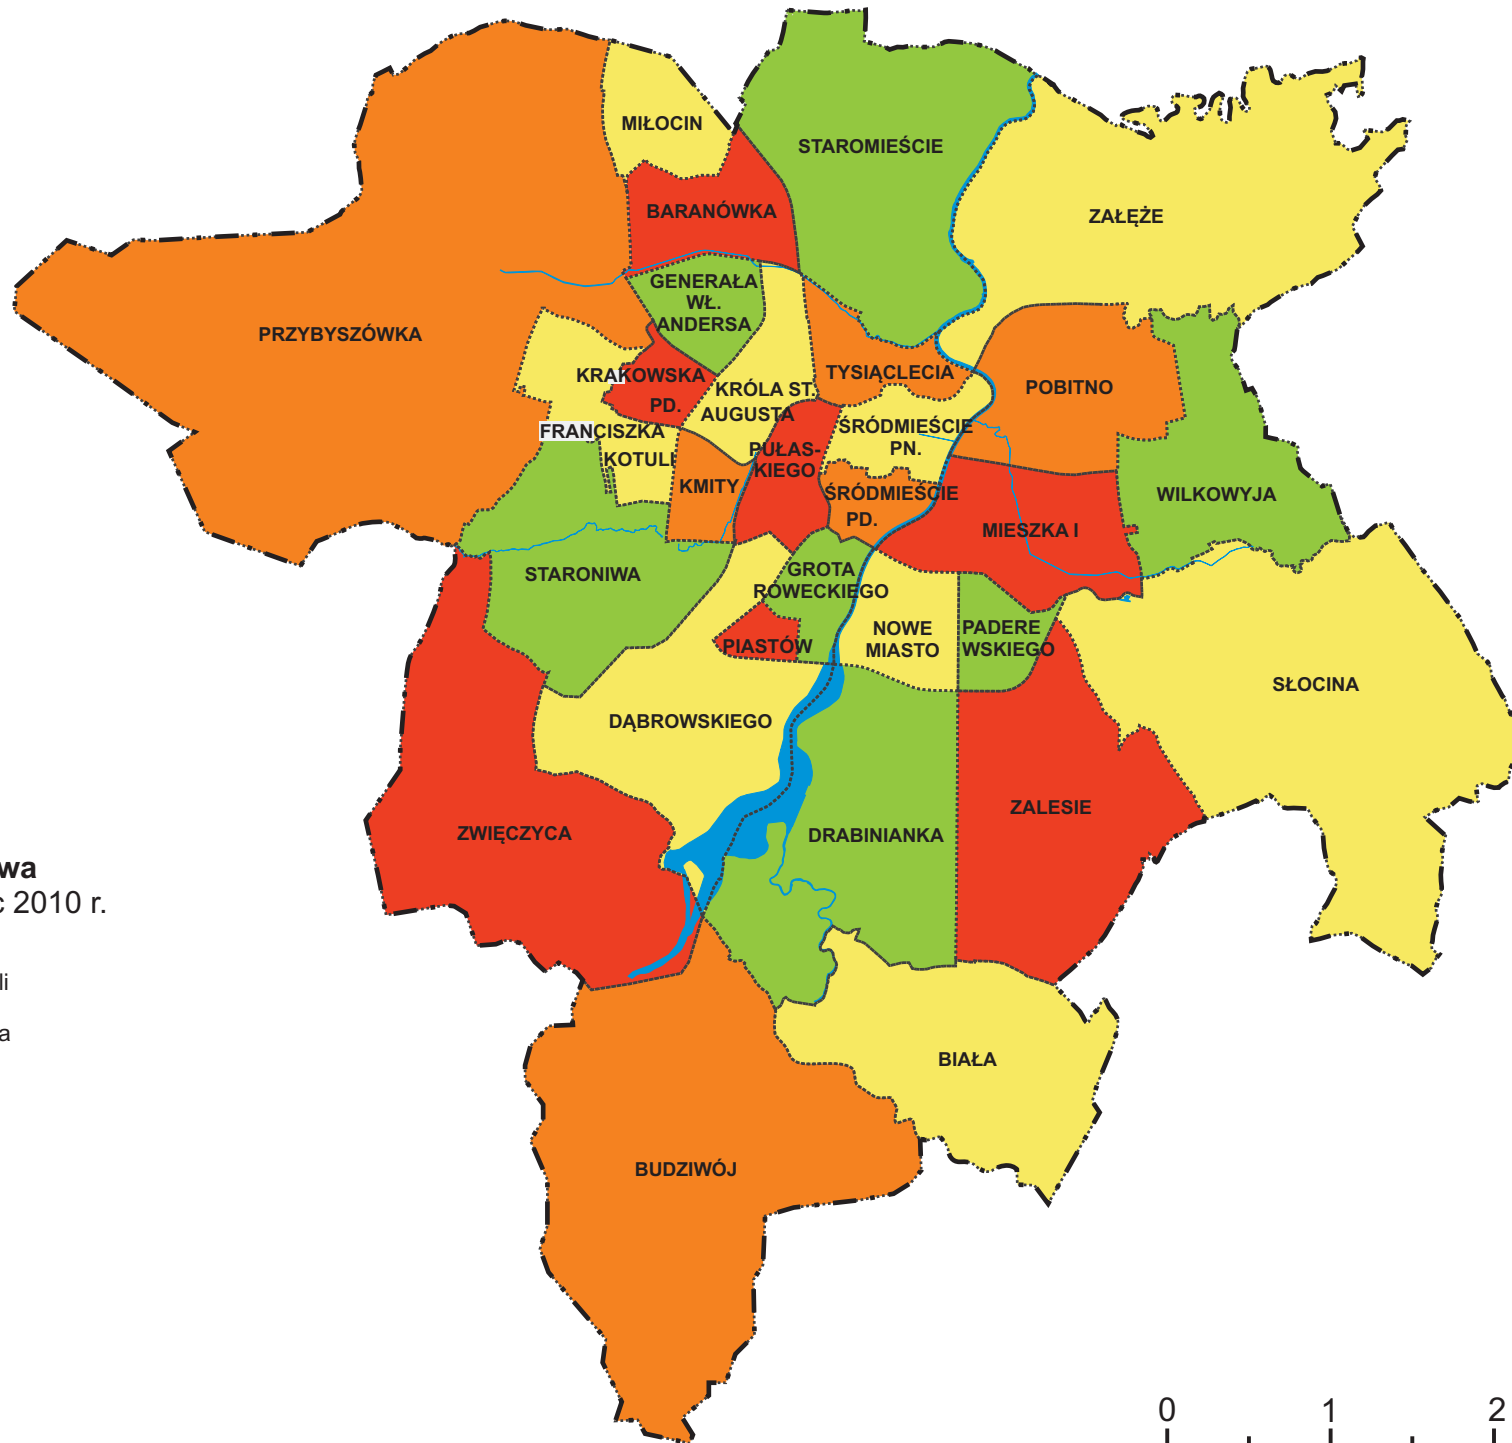 MIŁOCIN
STAROMIEŚCIE
BARANÓWKA
ZAŁĘŻE
GENERAŁA
WŁ.
ANDERSA
PRZYBYSZÓWKA
KRAKOWSKA
PD.
KRÓLA ST.
AUGUSTA
TYSIĄCLECIA
POBITNO
FRANCISZKA
KOTULI
PUŁAS-
KIEGO
ŚRÓDMIEŚCIE
PN.
KMITY
ŚRÓDMIEŚCIE
PD.
WILKOWYJA
MIESZKA I
STARONIWA
GROTA
ROWECKIEGO
PIASTÓW
NOWE
MIASTO
PADERE
WSKIEGO
SŁOCINA
DĄBROWSKIEGO
ZWIĘCZYCA
DRABINIANKA
ZALESIE
wa
c 2010 r.
li
a
BIAŁA
BUDZIWÓJ
0 1 2